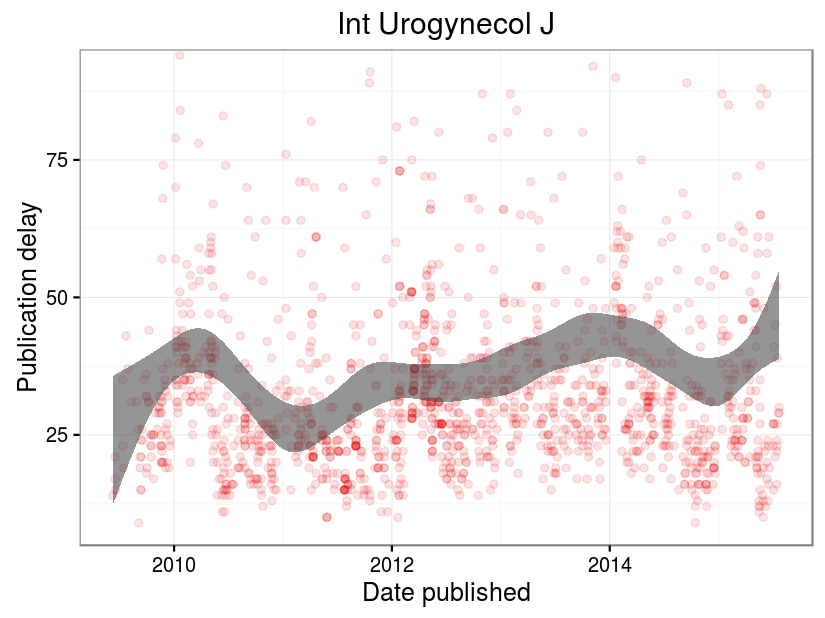 Int Urogynecol J
Publication delay
75
50
25
2010 2012 2014
Date published